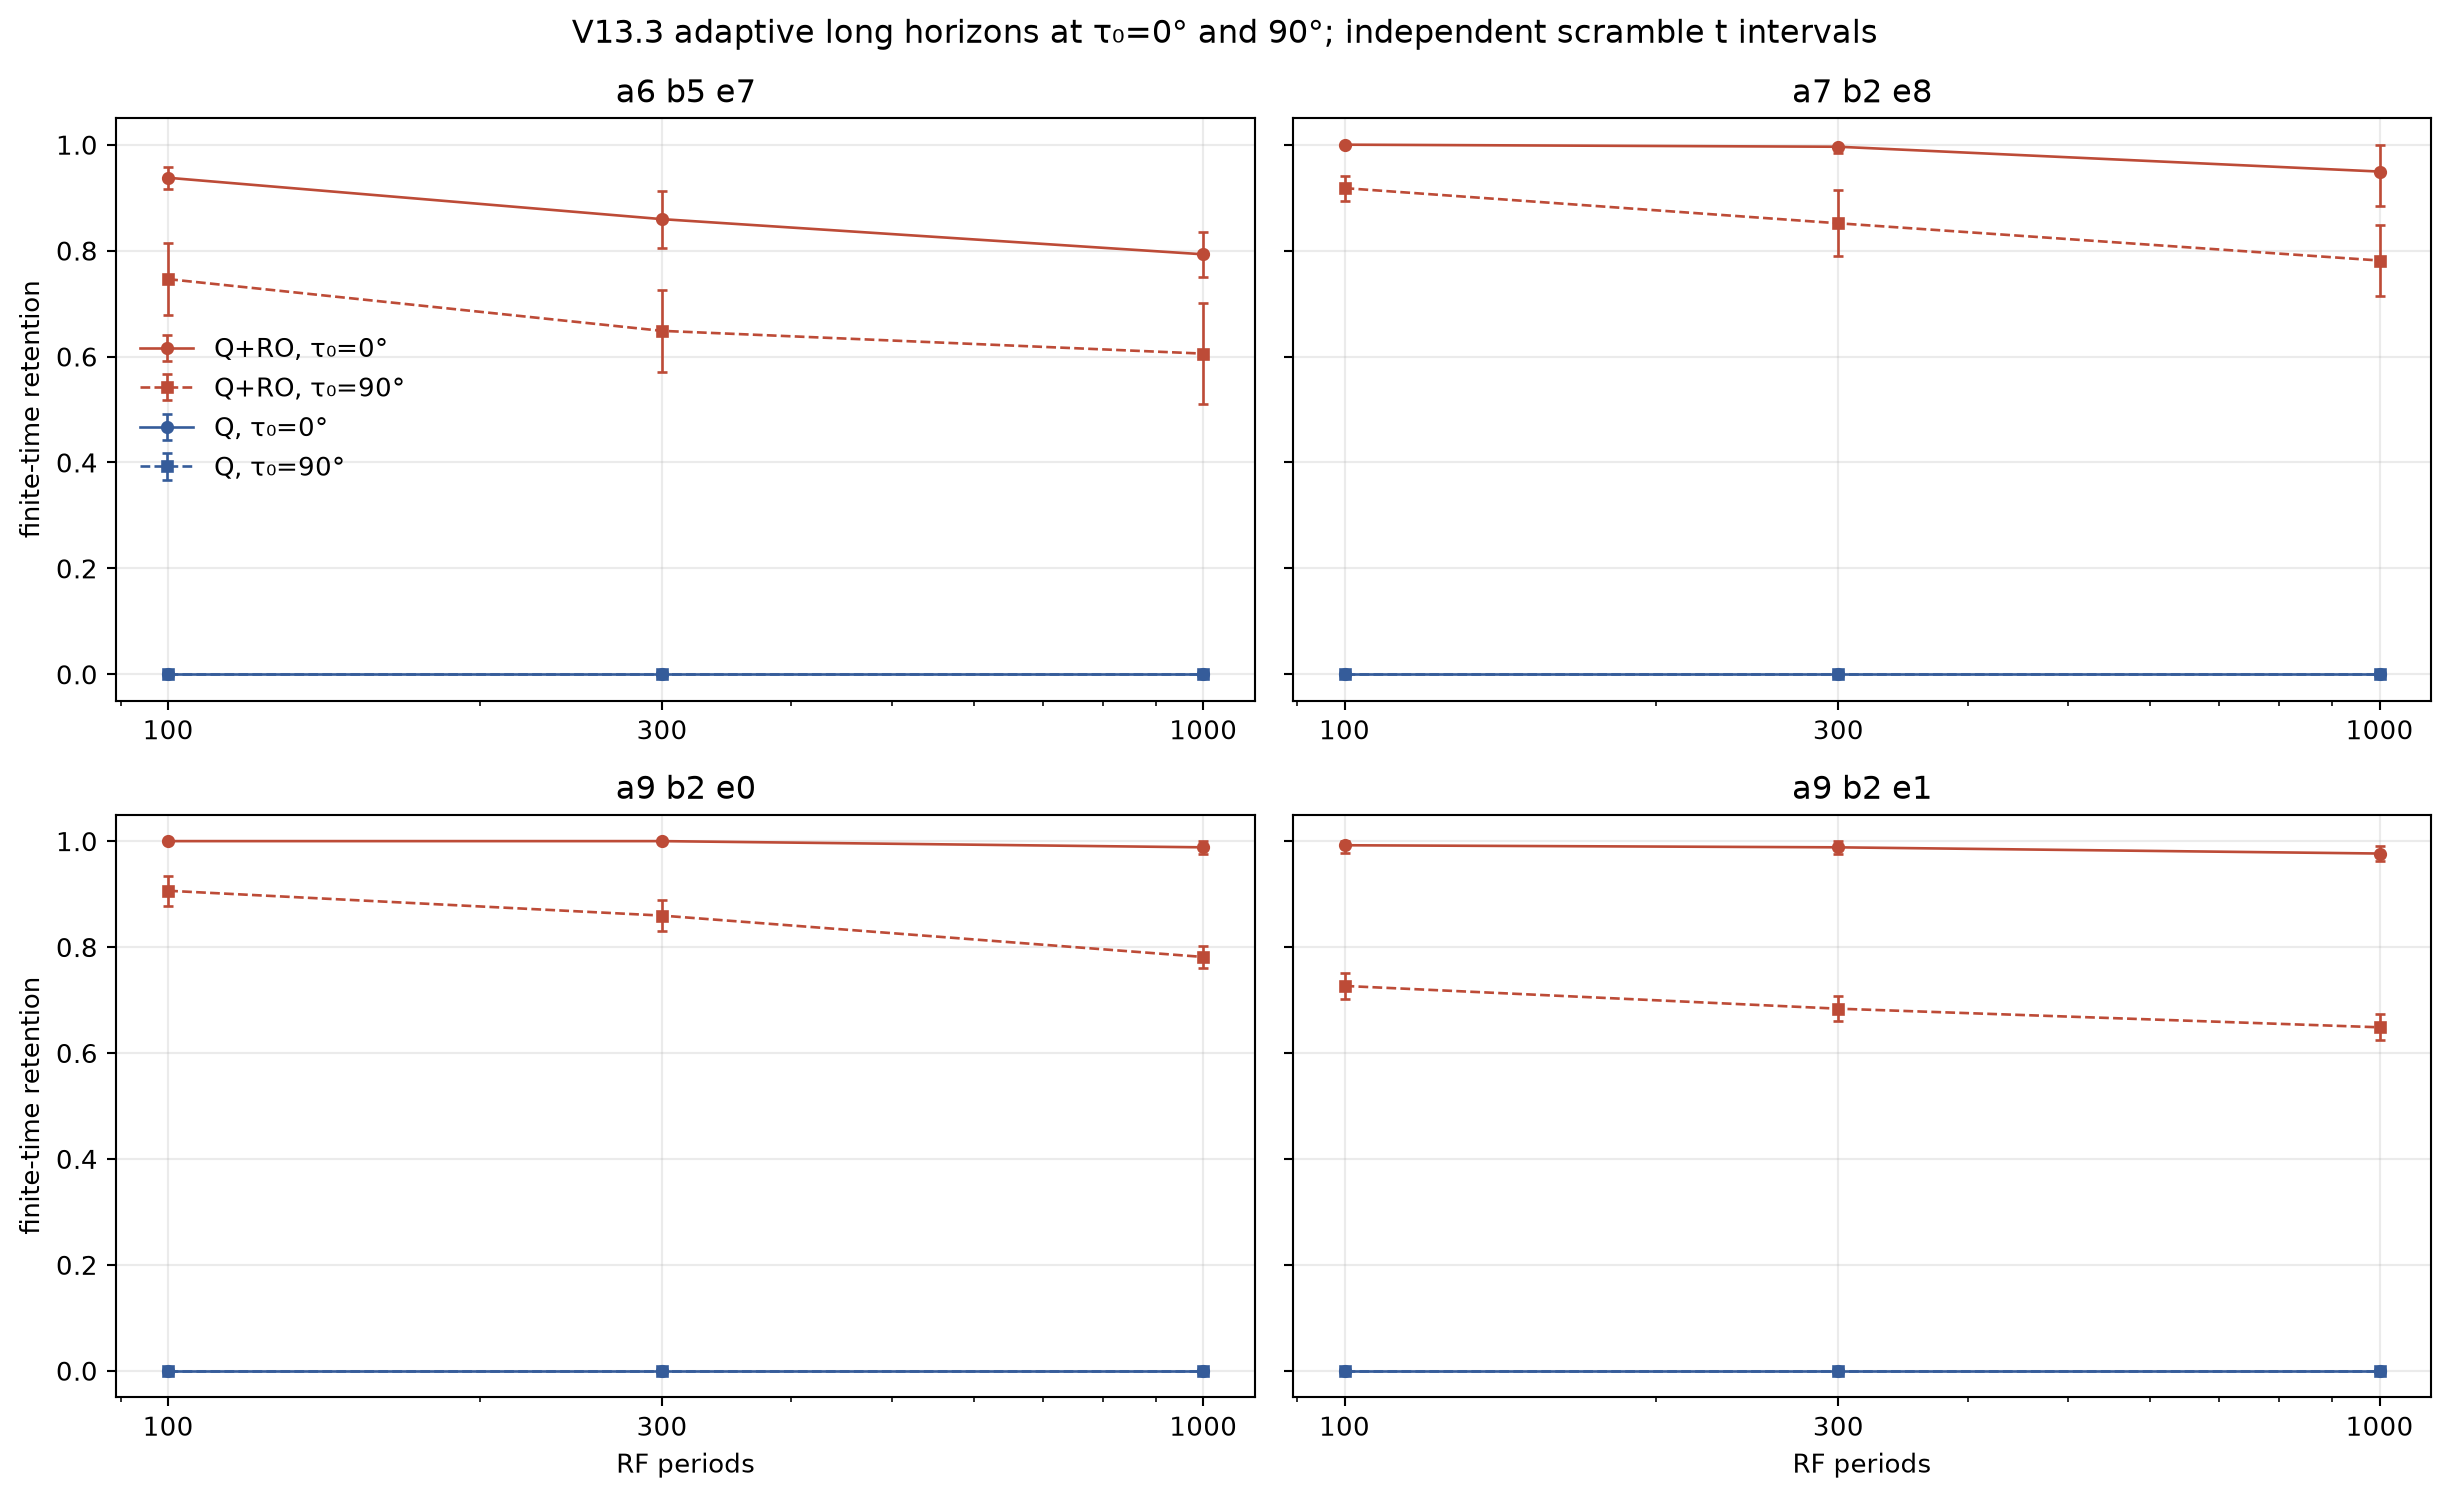 V13.3 adaptive long horizons at τ₀=0° and 90°; independent scramble t intervals
a6 b5 e7
a7 b2 e8
finite-time retention
1.0
0.8
0.6
0.4
0.2
0.0
Q+RO, τ₀=0°
Q+RO, τ₀=90°
Q, τ₀=0°
Q, τ₀=90°
100
300
1000
100
300
1000
a9 b2 e0
a9 b2 e1
finite-time retention
1.0
0.8
0.6
0.4
0.2
0.0
100
300
1000
100
300
1000
RF periods
RF periods